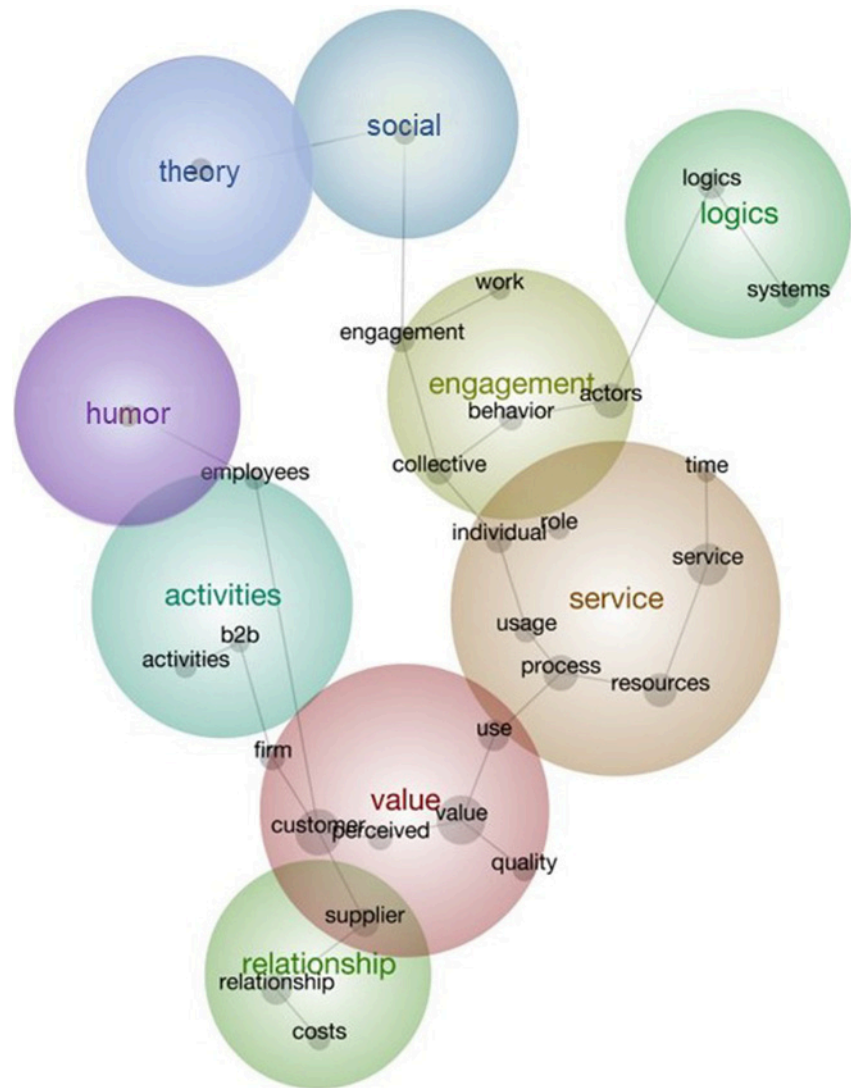 social
theory
logics
logics
systems
work
engagement
engagement
actors
behavior
humor
collective
time
employees
individual
role
service
activities
service
usage
b2b
activities
process
resources
use
firm
value
value
customer
perceived
quality
supplier
relationship
relationship
costs